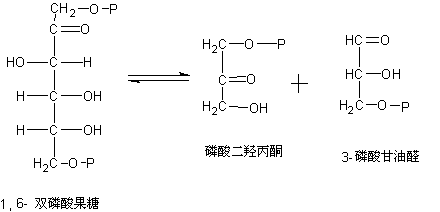 CH₂—O—P
C=O
HO—C—H
H—C—OH
H—C—OH
H₂C—O—P
1,6- 双磷酸果糖
H₂C—O—P
C=O
H₂C—OH
磷酸二羟丙酮
+
HC=O
HC—OH
H₂C—O—P
3-磷酸甘油醛